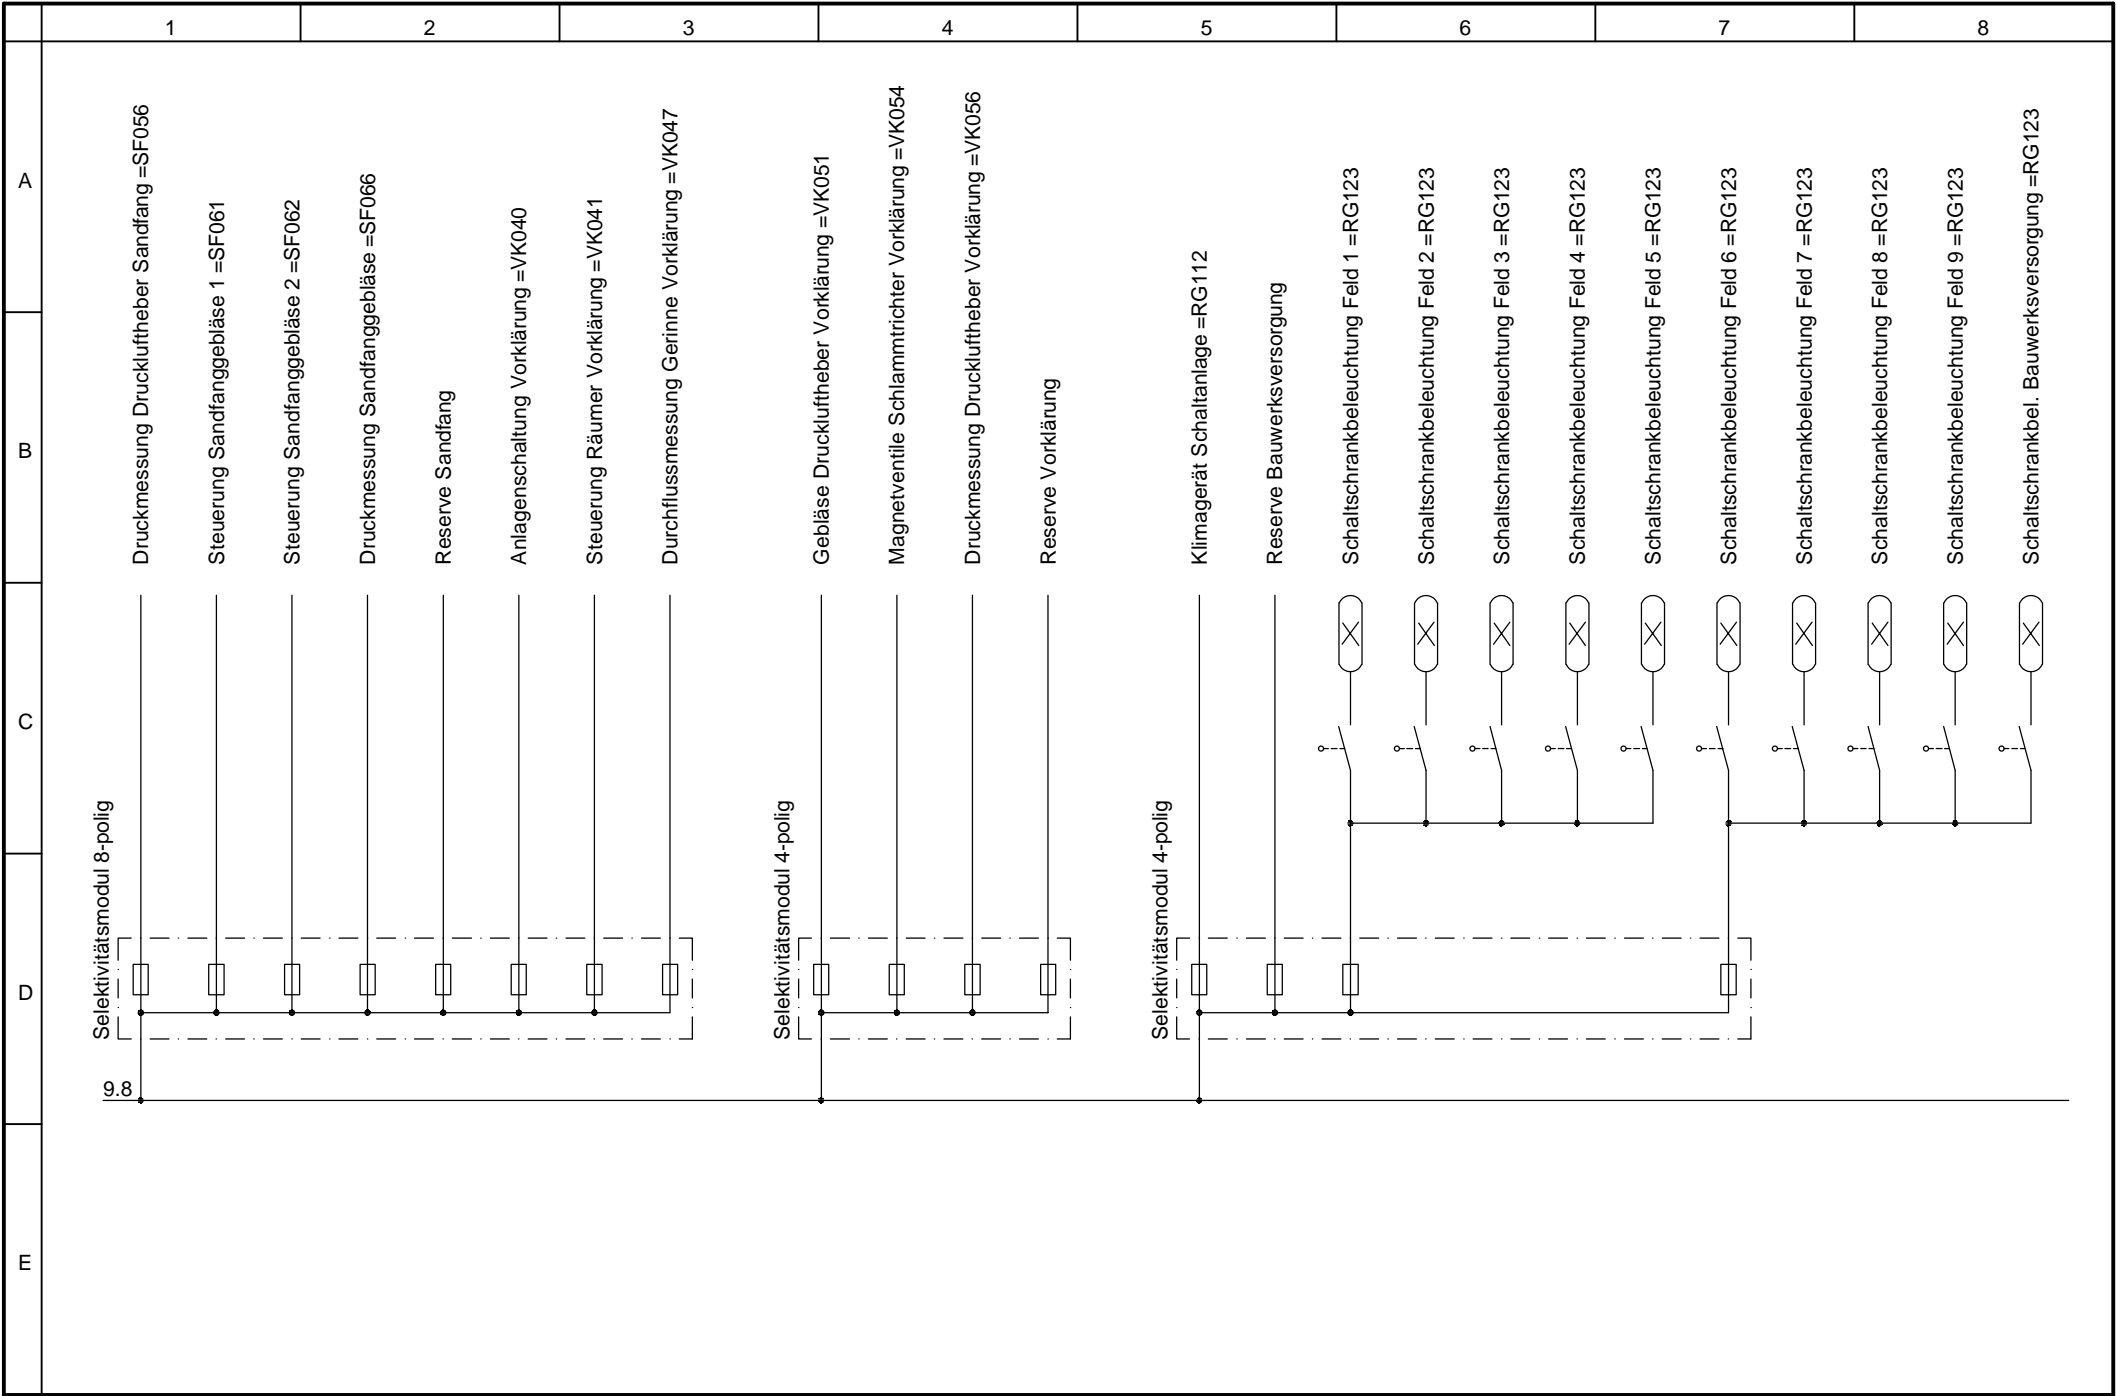 1
2
3
4
5
6
7
8
A
B
C
D
E
Druckmessung Druckluftheber Sandfang =SF056
Steuerung Sandfanggebläse 1 =SF061
Steuerung Sandfanggebläse 2 =SF062
Druckmessung Sandfanggebläse =SF066
Reserve Sandfang
Anlagenschaltung Vorklärung =VK040
Steuerung Räumer Vorklärung =VK041
Durchflussmessung Gerinne Vorklärung =VK047
Gebläse Druckluftheber Vorklärung =VK051
Magnetventile Schlammtrichter Vorklärung =VK054
Druckmessung Druckluftheber Vorklärung =VK056
Reserve Vorklärung
Klimagerät Schaltanlage =RG112
Reserve Bauwerksversorgung
Schaltschrankbeleuchtung Feld 1 =RG123
Schaltschrankbeleuchtung Feld 2 =RG123
Schaltschrankbeleuchtung Feld 3 =RG123
Schaltschrankbeleuchtung Feld 4 =RG123
Schaltschrankbeleuchtung Feld 5 =RG123
Schaltschrankbeleuchtung Feld 6 =RG123
Schaltschrankbeleuchtung Feld 7 =RG123
Schaltschrankbeleuchtung Feld 8 =RG123
Schaltschrankbeleuchtung Feld 9 =RG123
Schaltschrankbel. Bauwerksversorgung =RG123
Selektivitätsmodul 8-polig
Selektivitätsmodul 4-polig
Selektivitätsmodul 4-polig
9.8